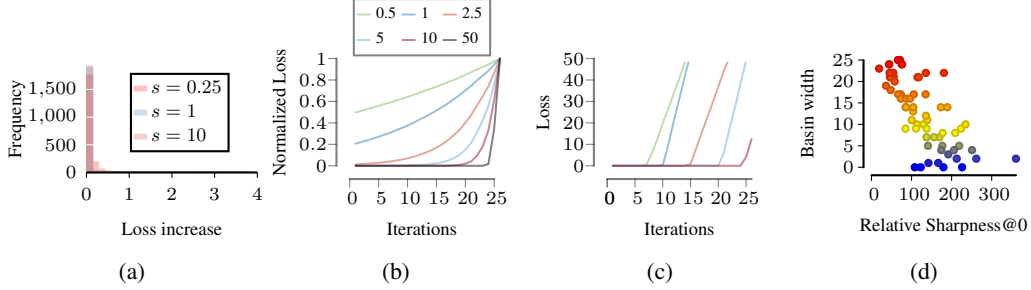 Frequency
1,500
1,000
500
0
0 1 2 3 4
Loss increase
s = 0.25
s = 1
s = 10
(a)
0.5 1 2.5
5 10 50
Normalized Loss
1
0.8
0.6
0.4
0.2
0
0 5 10 15 20 25
Iterations
(b)
Loss
50
40
30
20
10
0
0 5 10 15 20 25
Iterations
(c)
Basin width
25
20
15
10
5
0
0 100 200 300
Relative Sharpness@0
(d)